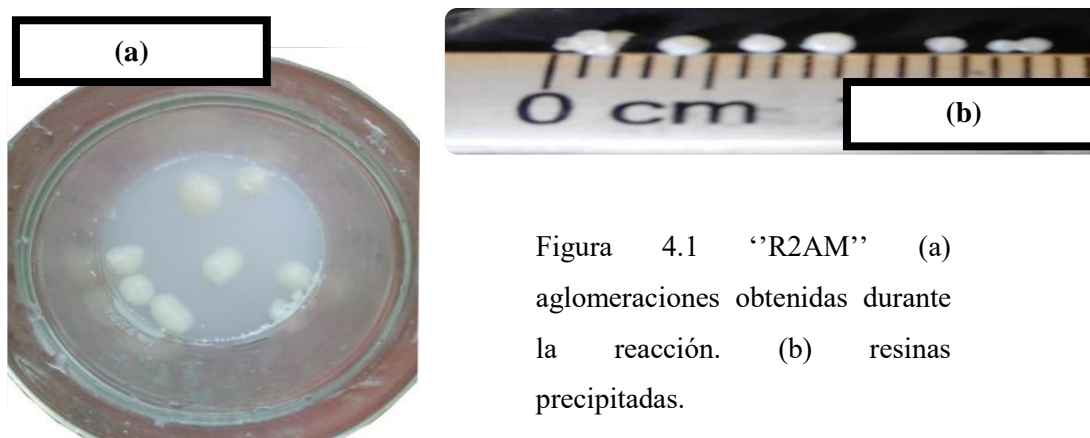 (a)
0 cm
(b)
Figura 4.1 ‘’R2AM’’ (a)
aglomeraciones obtenidas durante
la reacción. (b) resinas
precipitadas.